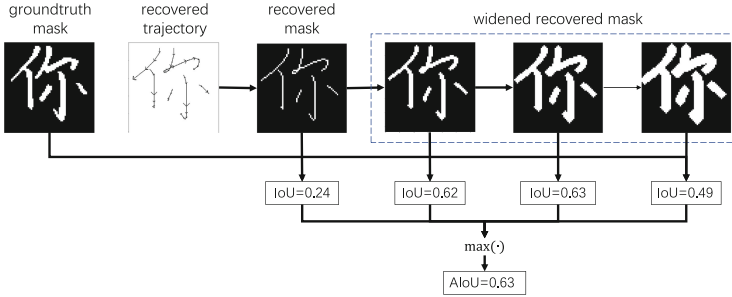 groundtruth mask
recovered trajectory
recovered mask
widened recovered mask
你 你 你 你 你 你
IoU=0.24 IoU=0.62 IoU=0.63 IoU=0.49
max(·)
AIoU=0.63